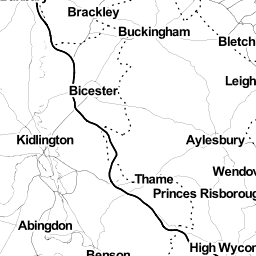 Brackley
Buckingham
Bletch
Leigh
Bicester
Kidlington
Aylesbury
Wendov
Thame
Princes Risboroug
Abingdon
High Wycom
Benson